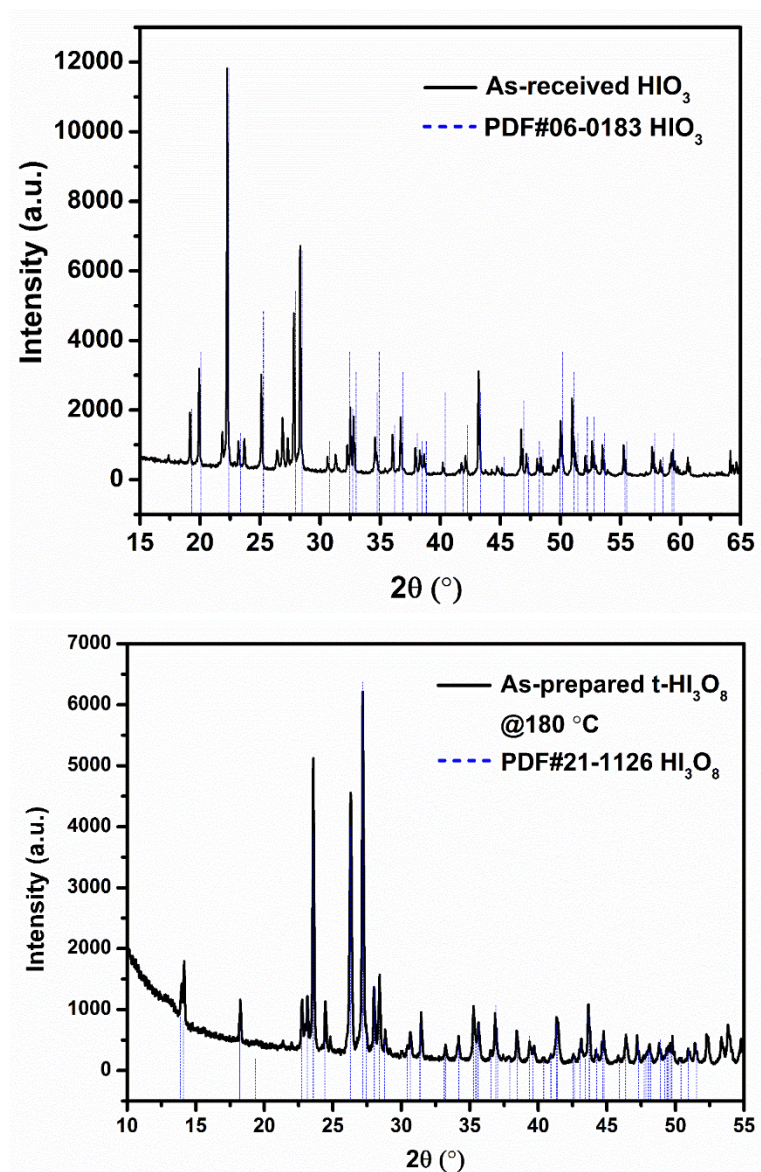 As-received HIO₃
PDF#06-0183 HIO₃
Intensity (a.u.)
12000
10000
8000
6000
4000
2000
0
15 20 25 30 35 40 45 50 55 60 65
2θ (°)
As-prepared t-HI₃O₈
@180 °C
PDF#21-1126 HI₃O₈
Intensity (a.u.)
7000
6000
5000
4000
3000
2000
1000
0
10 15 20 25 30 35 40 45 50 55
2θ (°)